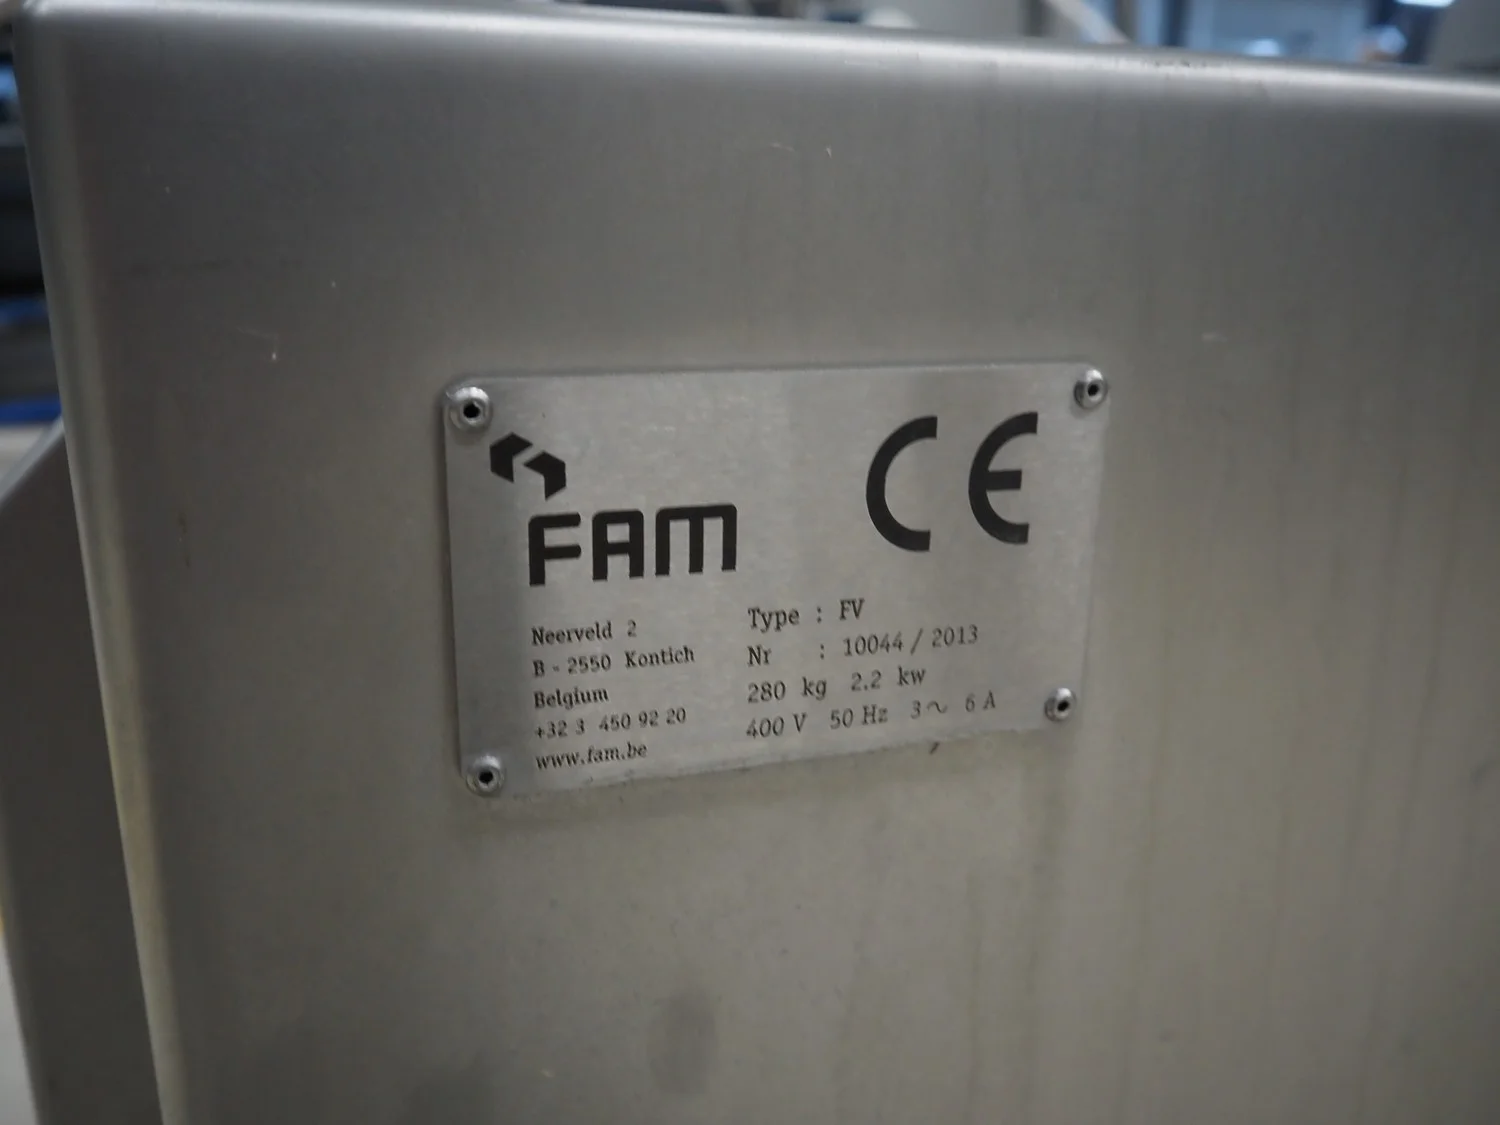 FAM
CE
Neerveld 2
B - 2550 Kontich
Belgium
+32 3 450 92 20
www.fam.be
Type : FV
Nr : 10044 / 2013
280 kg 2.2 kw
400 V 50 Hz 3~ 6 A